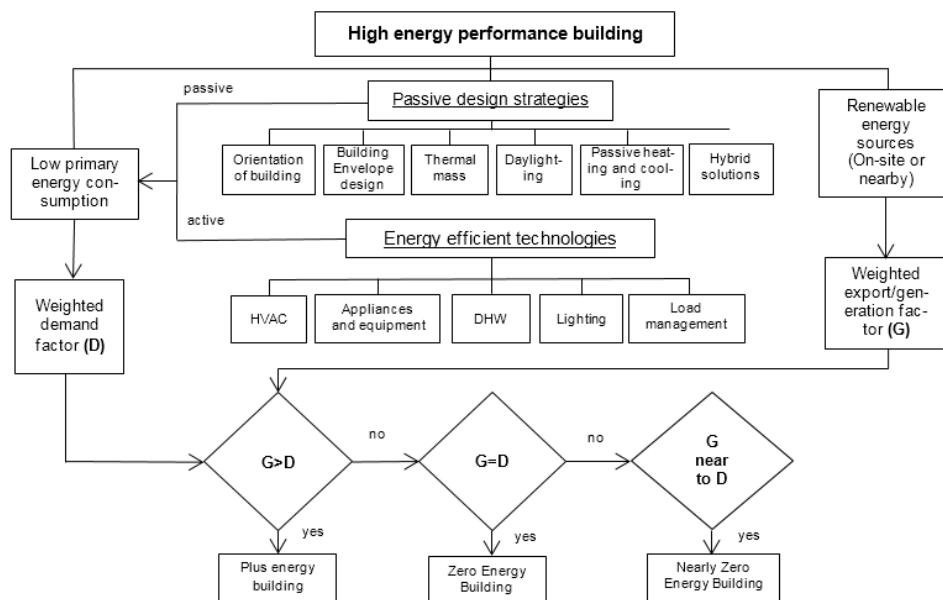 High energy performance building
passive
Passive design strategies
Renewable
energy
sources
(On-site or
nearby)
Low primary
energy con-
sumption
Orientation
of building
Building
Envelope
design
Thermal
mass
Daylight-
ing
Passive heat-
ing and cool-
ing
Hybrid
solutions
active
Energy efficient technologies
Weighted
demand
factor (D)
HVAC
Appliances
and equipment
DHW
Lighting
Load
management
Weighted
export/gen-
eration fac-
tor (G)
G>D
no
G=D
no
G
near
to D
yes
yes
yes
Plus energy
building
Zero Energy
Building
Nearly Zero
Energy Building